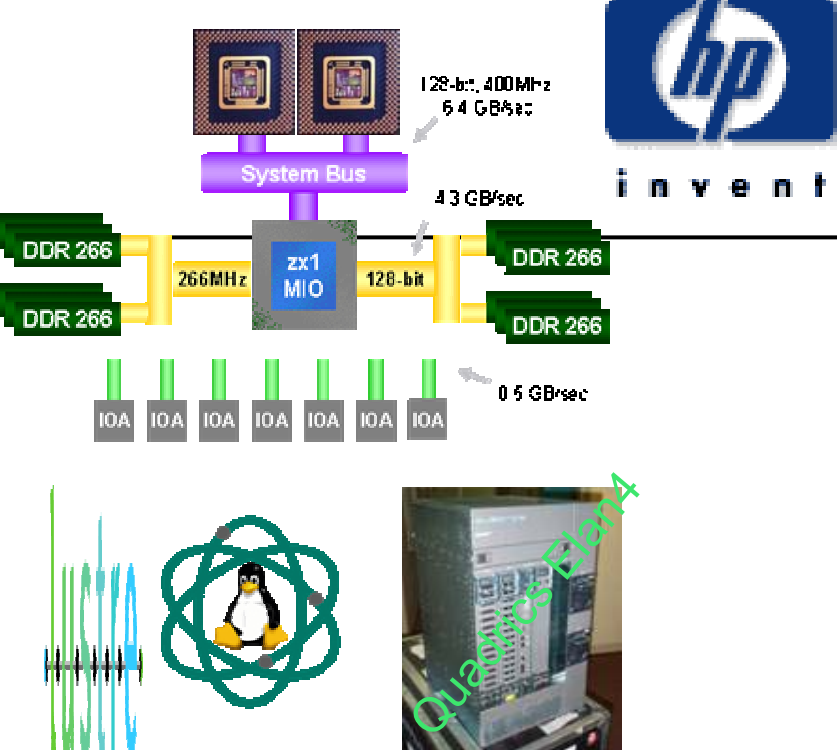 hp
128-bit, 400MHz
6.4 GB/sec
invent
System Bus
4.3 GB/sec
DDR 266
DDR 266
zx1
MIO
266MHz
128-bit
DDR 266
DDR 266
0.5 GB/sec
IOA IOA IOA IOA IOA IOA IOA
lustre
Quadrics Elan4